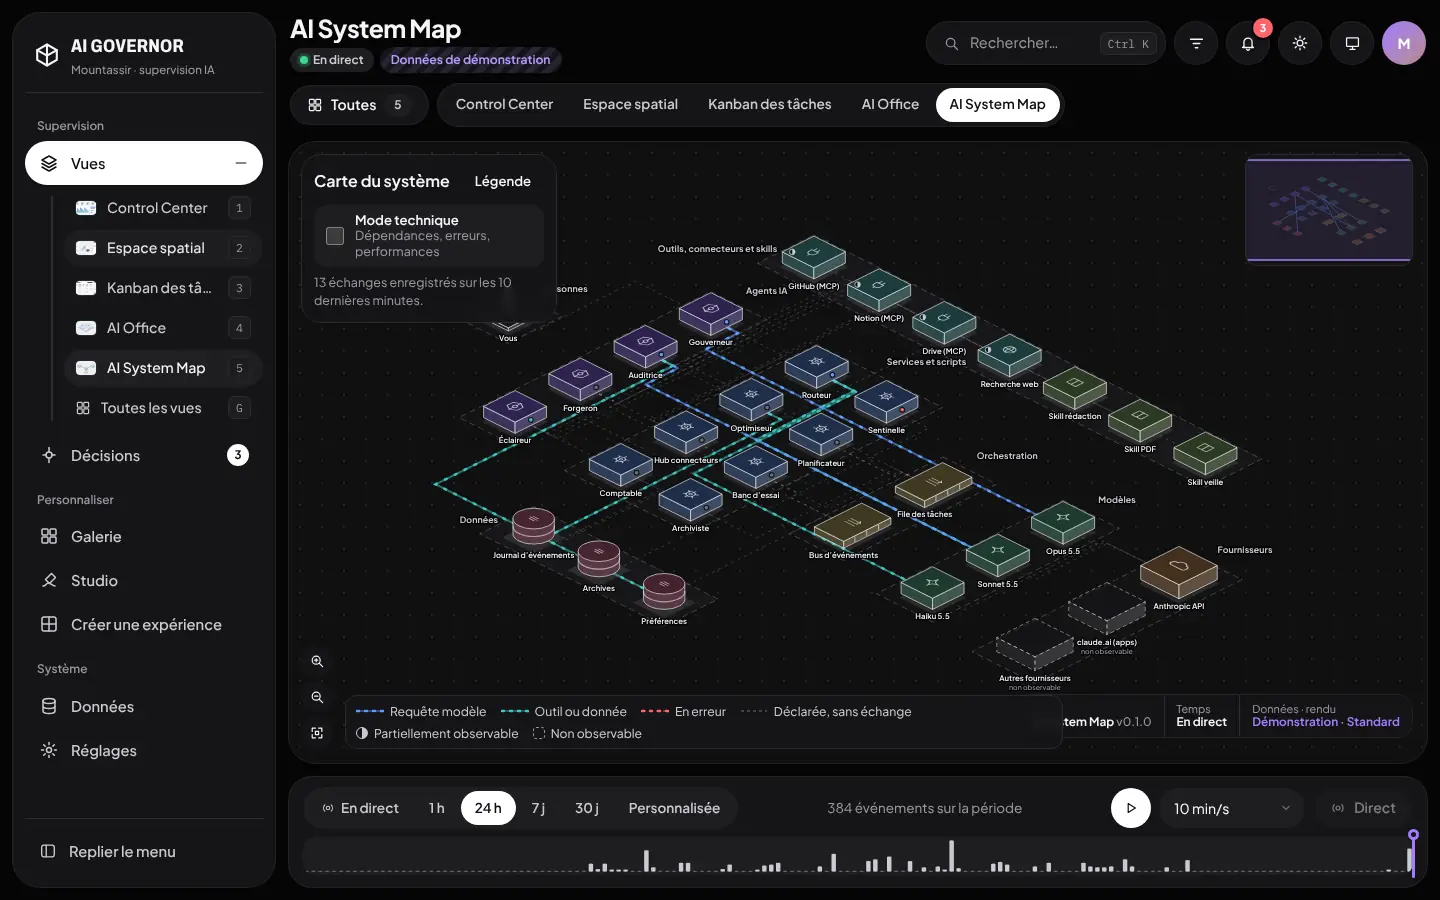 AI GOVERNOR
Mountassir · supervision IA
Supervision
Vues
Control Center 1
Espace spatial 2
Kanban des tâ… 3
AI Office 4
AI System Map 5
Toutes les vues G
Décisions 3
Personnaliser
Galerie
Studio
Créer une expérience
Système
Données
Réglages
Replier le menu
AI System Map
En direct
Données de démonstration
Rechercher…
Ctrl K
3
M
Toutes 5
Control Center
Espace spatial
Kanban des tâches
AI Office
AI System Map
Carte du système
Légende
Mode technique
Dépendances, erreurs,
performances
13 échanges enregistrés sur les 10
dernières minutes.
sonnes
Vous
Outils, connecteurs et skills
GitHub (MCP)
Agents IA
Notion (MCP)
Gouverneur
Drive (MCP)
Services et scripts
Auditrice
Recherche web
Routeur
Forgeron
Skill rédaction
Optimiseur
Sentinelle
Éclaireur
Skill PDF
Hub connecteurs
Planificateur
Orchestration
Skill veille
Comptable
Banc d'essai
Modèles
File des tâches
Données
Archiviste
Journal d'événements
Bus d'événements
Opus 5.5
Fournisseurs
Archives
Sonnet 5.5
Anthropic API
Préférences
Haiku 5.5
claude.ai (apps)
non observable
Autres fournisseurs
non observable
Requête modèle
Outil ou donnée
En erreur
Déclarée, sans échange
Partiellement observable
Non observable
tem Map v0.1.0
Temps
En direct
Données · rendu
Démonstration · Standard
En direct
1 h
24 h
7 j
30 j
Personnalisée
384 événements sur la période
10 min/s
Direct